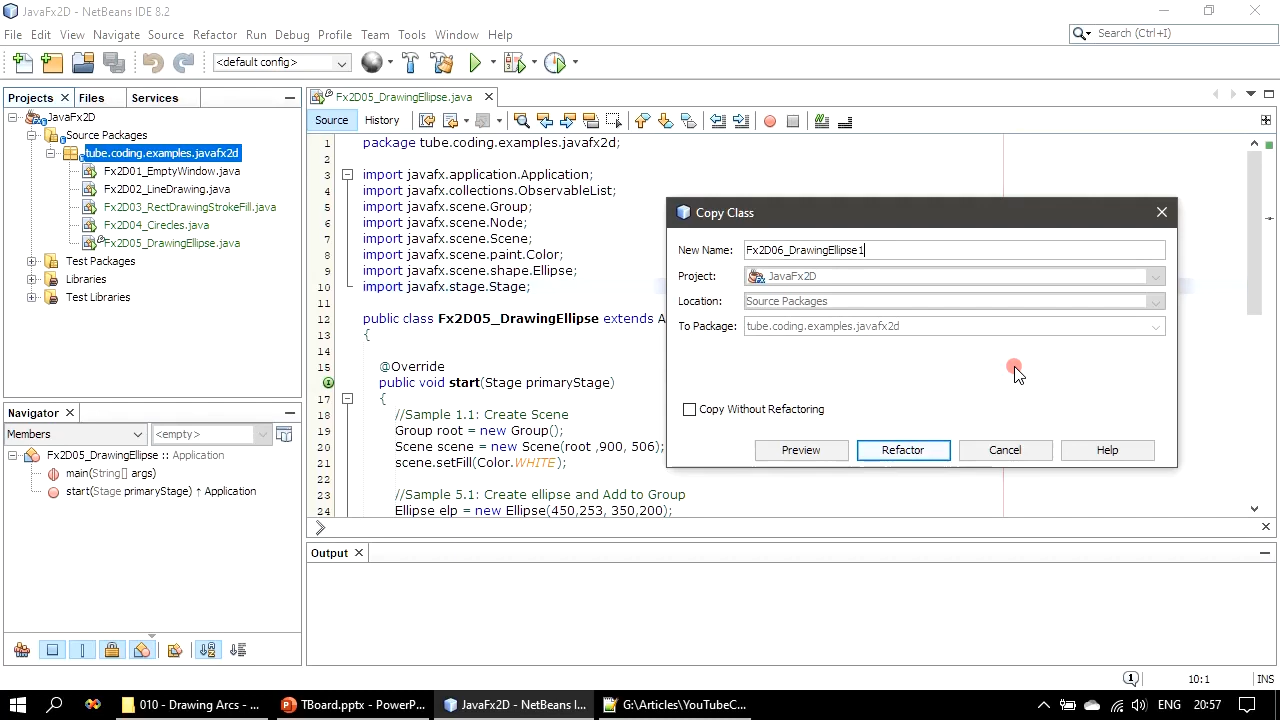 JavaFx2D - NetBeans IDE 8.2
File Edit View Navigate Source Refactor Run Debug Profile Team Tools Window Help
Search (Ctrl+I)
<default config>
Projects Files Services
JavaFx2D
Source Packages
tube.coding.examples.javafx2d
Fx2D01_EmptyWindow.java
Fx2D02_LineDrawing.java
Fx2D03_RectDrawingStrokeFill.java
Fx2D04_Cirecles.java
Fx2D05_DrawingEllipse.java
Test Packages
Libraries
Test Libraries
Navigator
Members
<empty>
Fx2D05_DrawingEllipse :: Application
main(String[] args)
start(Stage primaryStage) ↑ Application
Fx2D05_DrawingEllipse.java
Source History
1 package tube.coding.examples.javafx2d;
2
3 import javafx.application.Application;
4 import javafx.collections.ObservableList;
5 import javafx.scene.Group;
6 import javafx.scene.Node;
7 import javafx.scene.Scene;
8 import javafx.scene.paint.Color;
9 import javafx.scene.shape.Ellipse;
10 import javafx.stage.Stage;
11
12 public class Fx2D05_DrawingEllipse extends A
13 {
14
15 @Override
public void start(Stage primaryStage)
17 {
18 //Sample 1.1: Create Scene
19 Group root = new Group();
20 Scene scene = new Scene(root ,900, 506);
21 scene.setFill(Color.WHITE);
22
23 //Sample 5.1: Create ellipse and Add to Group
24 Ellipse elp = new Ellipse(450,253, 350,200);
Copy Class
New Name: Fx2D06_DrawingEllipse1
Project: JavaFx2D
Location: Source Packages
To Package: tube.coding.examples.javafx2d
Copy Without Refactoring
Preview Refactor Cancel Help
Output
1 10:1 INS
010 - Drawing Arcs - ...
TBoard.pptx - PowerP...
JavaFx2D - NetBeans I...
G:\Articles\YouTubeC...
ENG 20:57